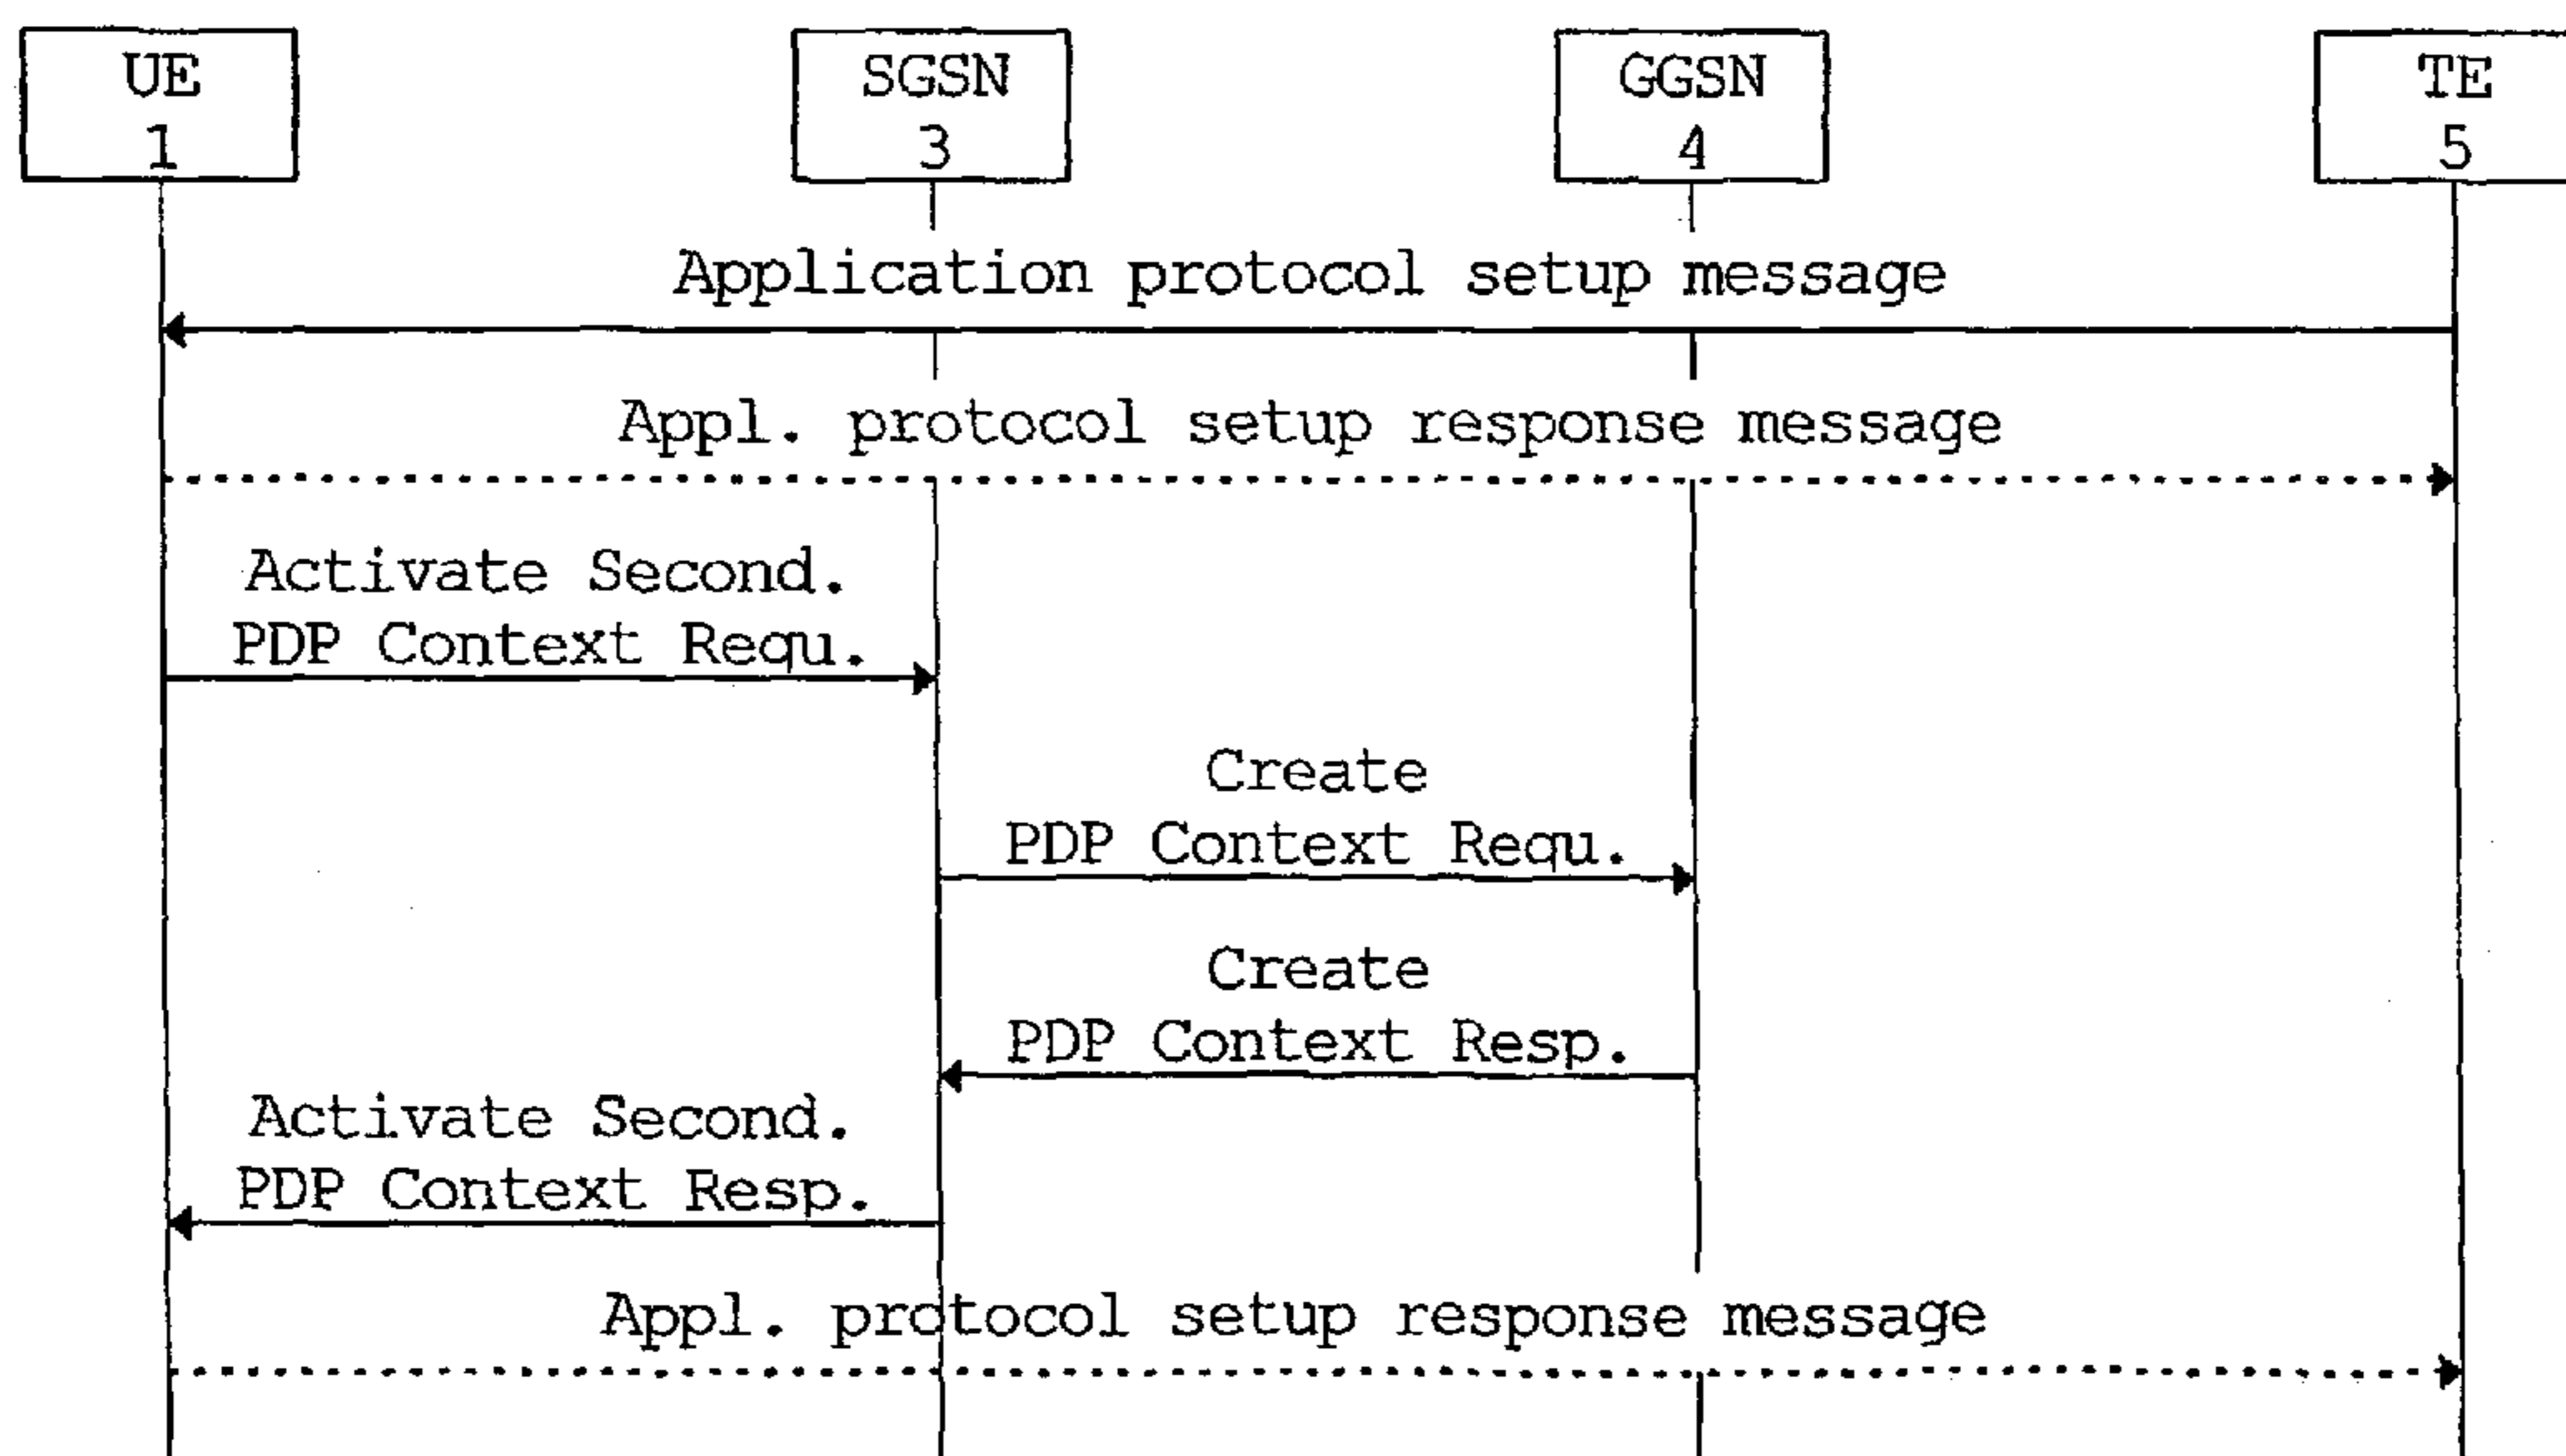 UE
1
SGSN
3
GGSN
4
TE
5
Application protocol setup message
Appl. protocol setup response message
Activate Second.
PDP Context Requ.
Create
PDP Context Requ.
Create
PDP Context Resp.
Activate Second.
PDP Context Resp.
Appl. protocol setup response message